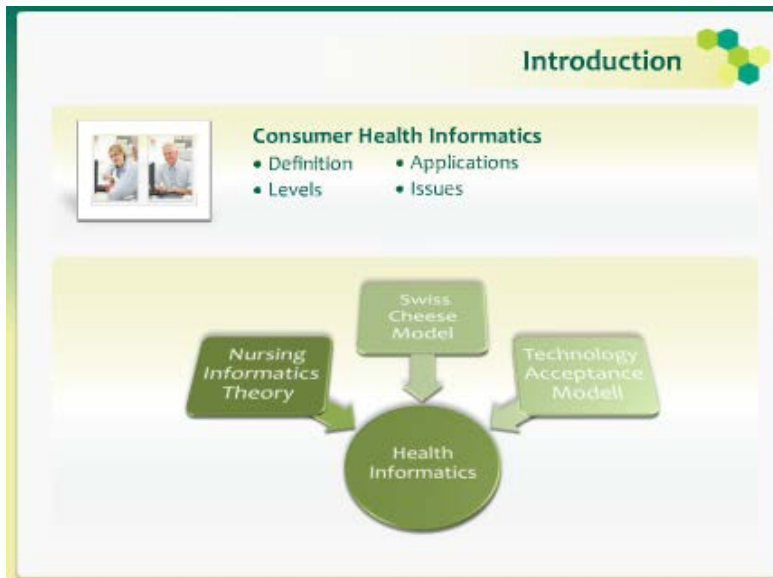 Introduction
Consumer Health Informatics
• Definition
• Applications
• Levels
• Issues
Swiss
Cheese
Model
Nursing
Informatics
Theory
Technology
Acceptance
Modell
Health
Informatics